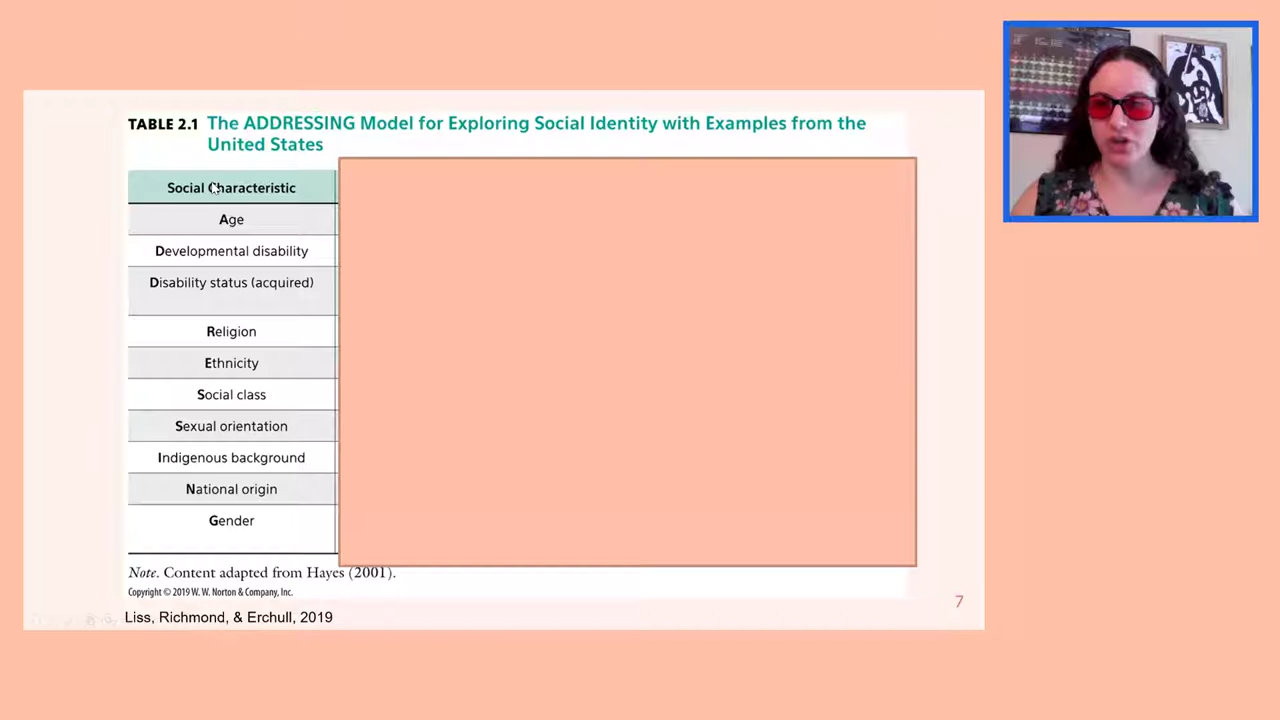 TABLE 2.1 The ADDRESSING Model for Exploring Social Identity with Examples from the
United States
Social Characteristic
Age
Developmental disability
Disability status (acquired)
Religion
Ethnicity
Social class
Sexual orientation
Indigenous background
National origin
Gender
Note. Content adapted from Hayes (2001).
Copyright © 2019 W. W. Norton & Company, Inc.
7
Liss, Richmond, & Erchull, 2019